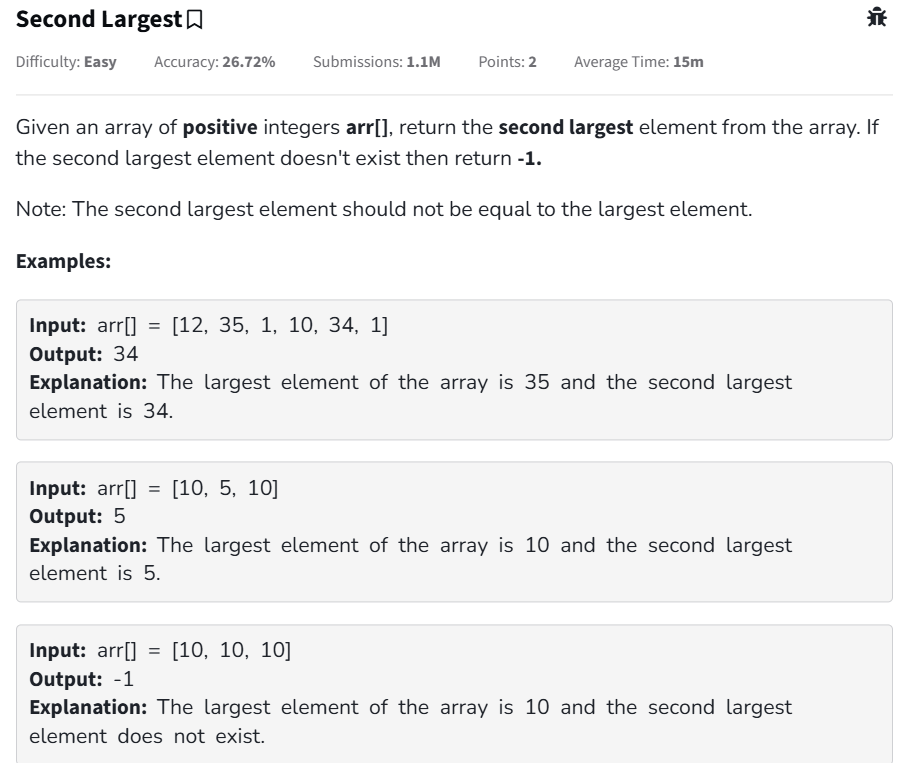 Second Largest
Difficulty: Easy Accuracy: 26.72% Submissions: 1.1M Points: 2 Average Time: 15m
Given an array of positive integers arr[], return the second largest element from the array. If
the second largest element doesn't exist then return -1.
Note: The second largest element should not be equal to the largest element.
Examples:
Input: arr[] = [12, 35, 1, 10, 34, 1]
Output: 34
Explanation: The largest element of the array is 35 and the second largest
element is 34.
Input: arr[] = [10, 5, 10]
Output: 5
Explanation: The largest element of the array is 10 and the second largest
element is 5.
Input: arr[] = [10, 10, 10]
Output: -1
Explanation: The largest element of the array is 10 and the second largest
element does not exist.